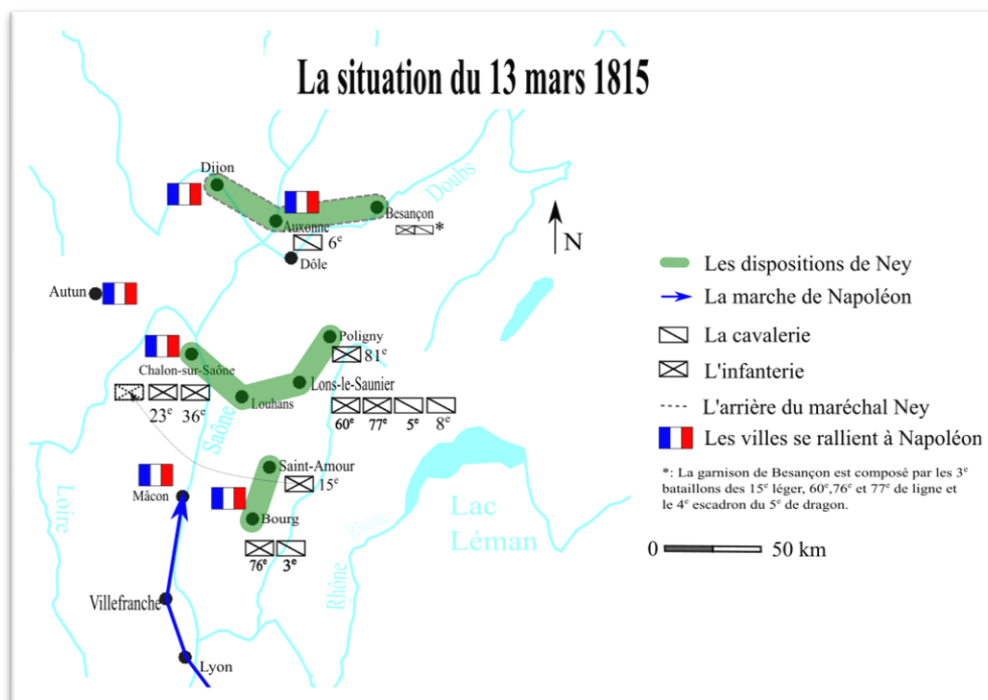 La situation du 13 mars 1815
Dijon
Doubs
Besançon
*
Auxonne
6e
Dôle
N
Autun
Poligny
81e
Chalon-sur-Saône
Lons-le-Saunier
Louhans
23e 36e
60e 77e 5e 8e
Saône
Saint-Amour
15e
Mâcon
Bourg
76e 3e
Loire
Rhône
Lac
Léman
Rhône
Villefranche
Lyon
Les dispositions de Ney
La marche de Napoléon
La cavalerie
L'infanterie
L'arrière du maréchal Ney
Les villes se rallient à Napoléon
*: La garnison de Besançon est composé par les 3e
bataillons des 15e léger, 60e,76e et 77e de ligne et
le 4e escadron du 5e de dragon.
0 50 km